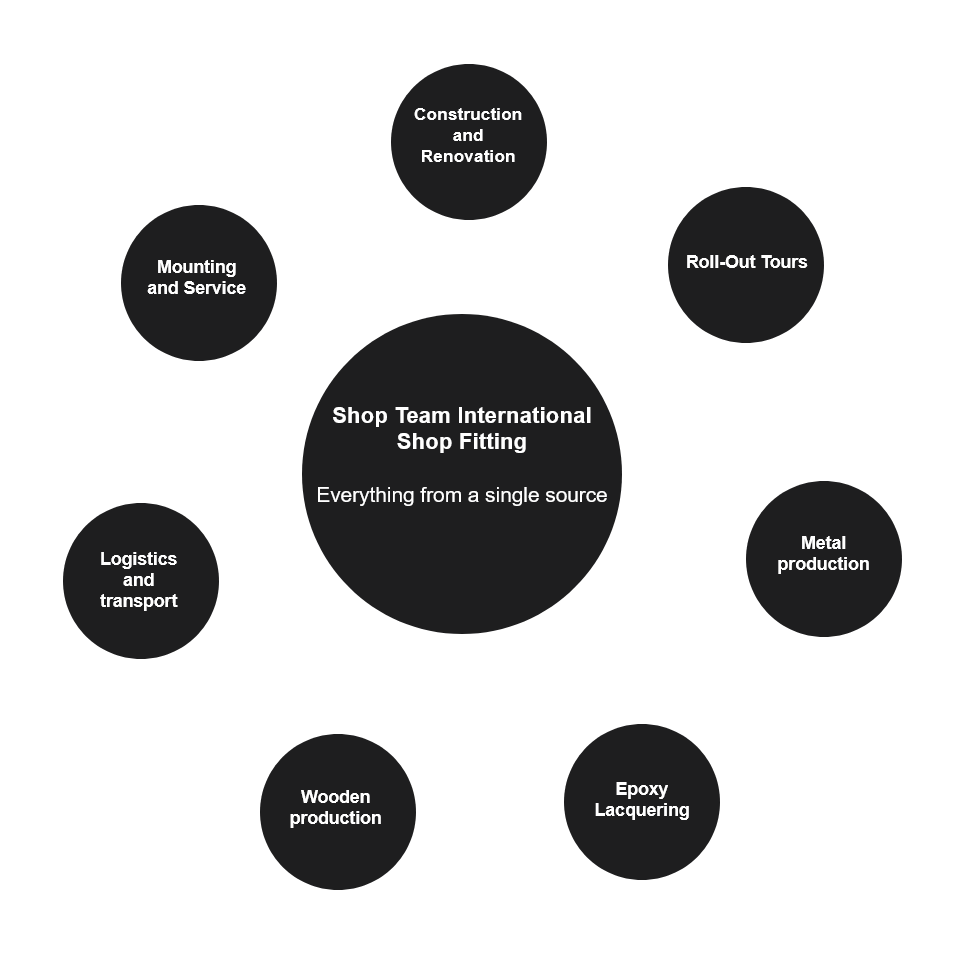 Construction
and
Renovation
Roll-Out Tours
Mounting
and Service
Shop Team International
Shop Fitting
Everything from a single source
Metal
production
Logistics
and
transport
Epoxy
Lacquering
Wooden
production